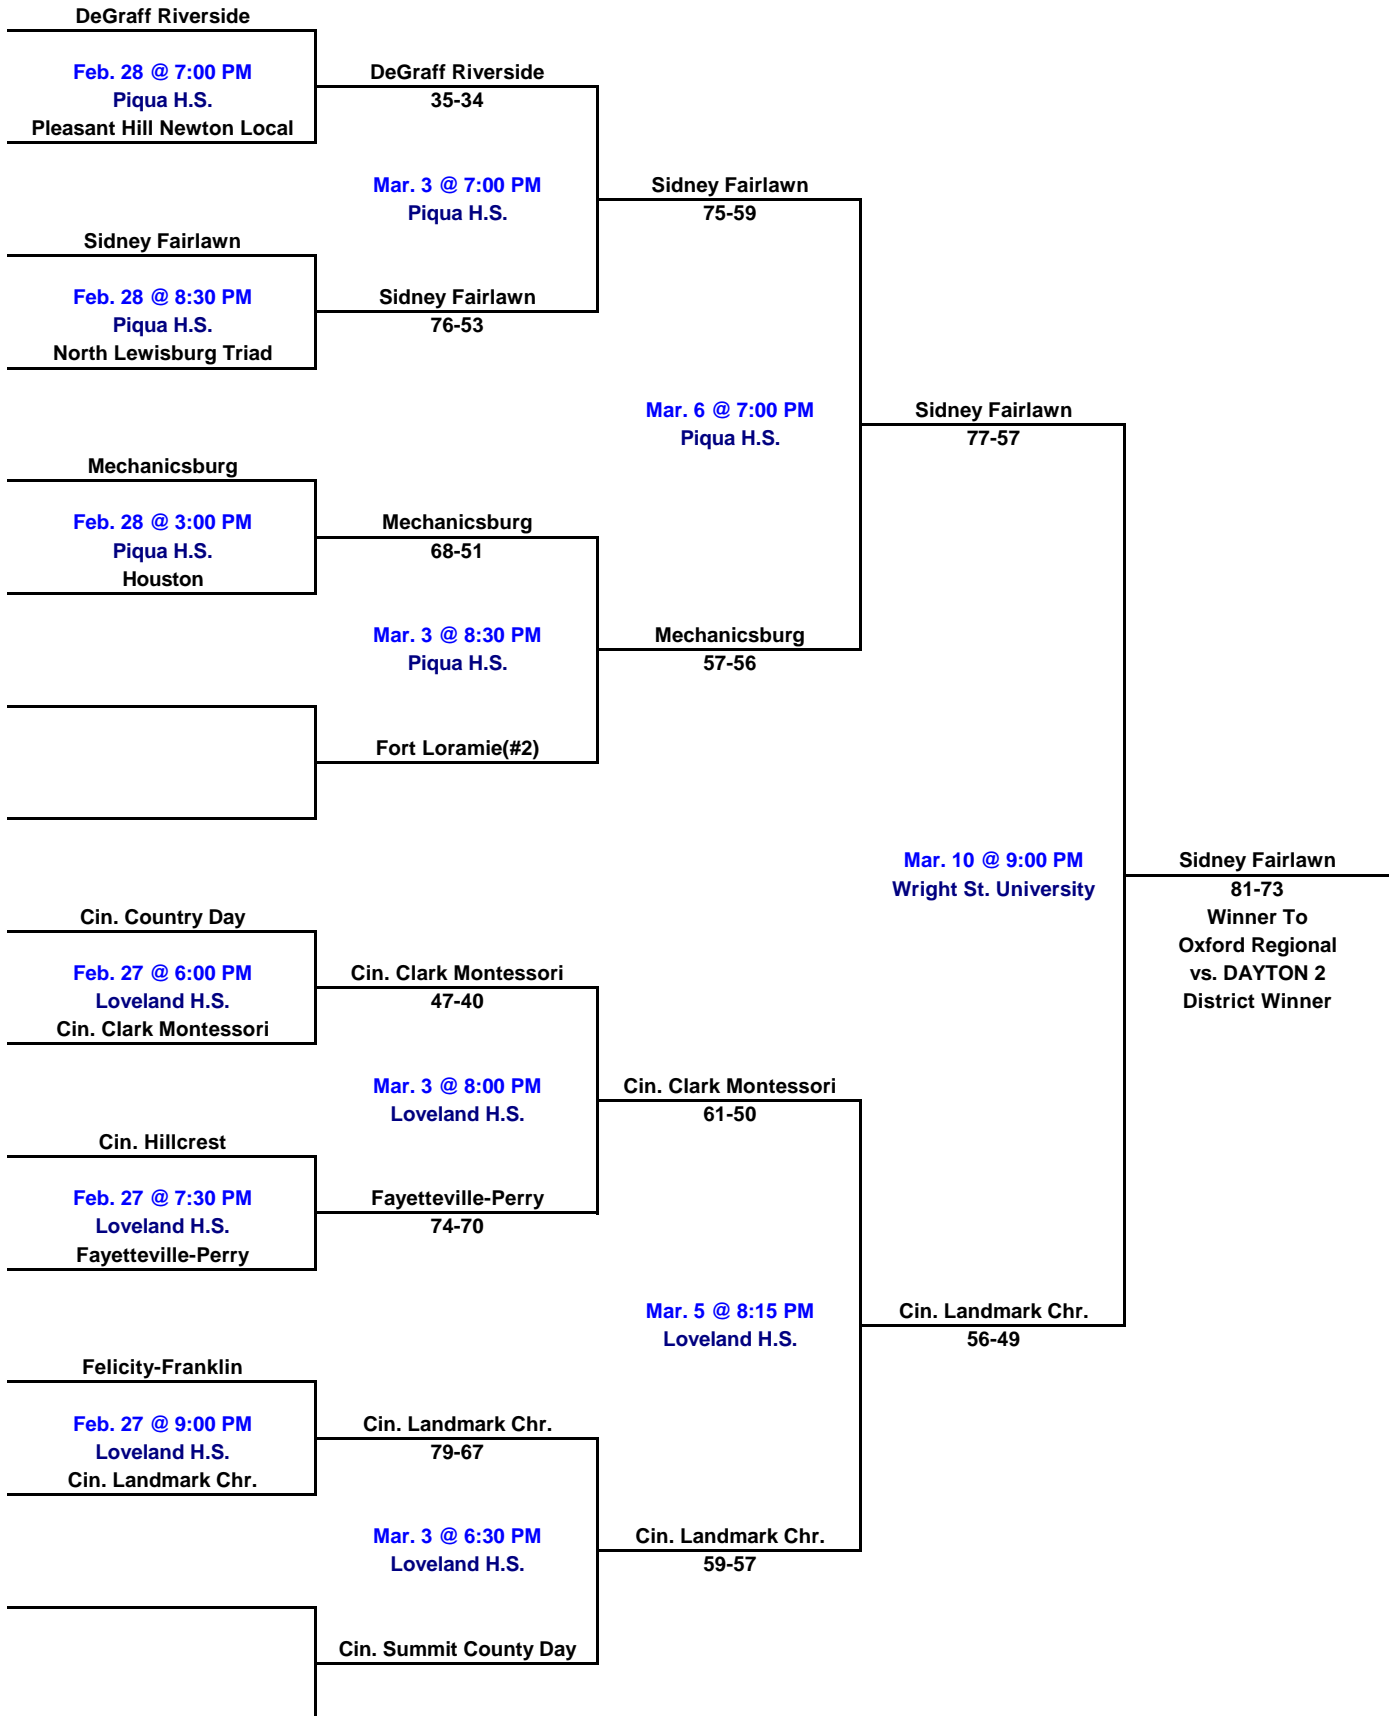 DeGraff Riverside
Feb. 28 @ 7:00 PM
Piqua H.S.
Pleasant Hill Newton Local
DeGraff Riverside
35-34
Mar. 3 @ 7:00 PM
Piqua H.S.
Sidney Fairlawn
75-59
Sidney Fairlawn
Feb. 28 @ 8:30 PM
Piqua H.S.
North Lewisburg Triad
Sidney Fairlawn
76-53
Mar. 6 @ 7:00 PM
Piqua H.S.
Sidney Fairlawn
77-57
Mechanicsburg
Feb. 28 @ 3:00 PM
Piqua H.S.
Houston
Mechanicsburg
68-51
Mar. 3 @ 8:30 PM
Piqua H.S.
Mechanicsburg
57-56
Fort Loramie(#2)
Mar. 10 @ 9:00 PM
Wright St. University
Sidney Fairlawn
81-73
Winner To
Oxford Regional
vs. DAYTON 2
District Winner
Cin. Country Day
Feb. 27 @ 6:00 PM
Loveland H.S.
Cin. Clark Montessori
Cin. Clark Montessori
47-40
Mar. 3 @ 8:00 PM
Loveland H.S.
Cin. Clark Montessori
61-50
Cin. Hillcrest
Feb. 27 @ 7:30 PM
Loveland H.S.
Fayetteville-Perry
Fayetteville-Perry
74-70
Mar. 5 @ 8:15 PM
Loveland H.S.
Cin. Landmark Chr.
56-49
Felicity-Franklin
Feb. 27 @ 9:00 PM
Loveland H.S.
Cin. Landmark Chr.
Cin. Landmark Chr.
79-67
Mar. 3 @ 6:30 PM
Loveland H.S.
Cin. Landmark Chr.
59-57
Cin. Summit County Day